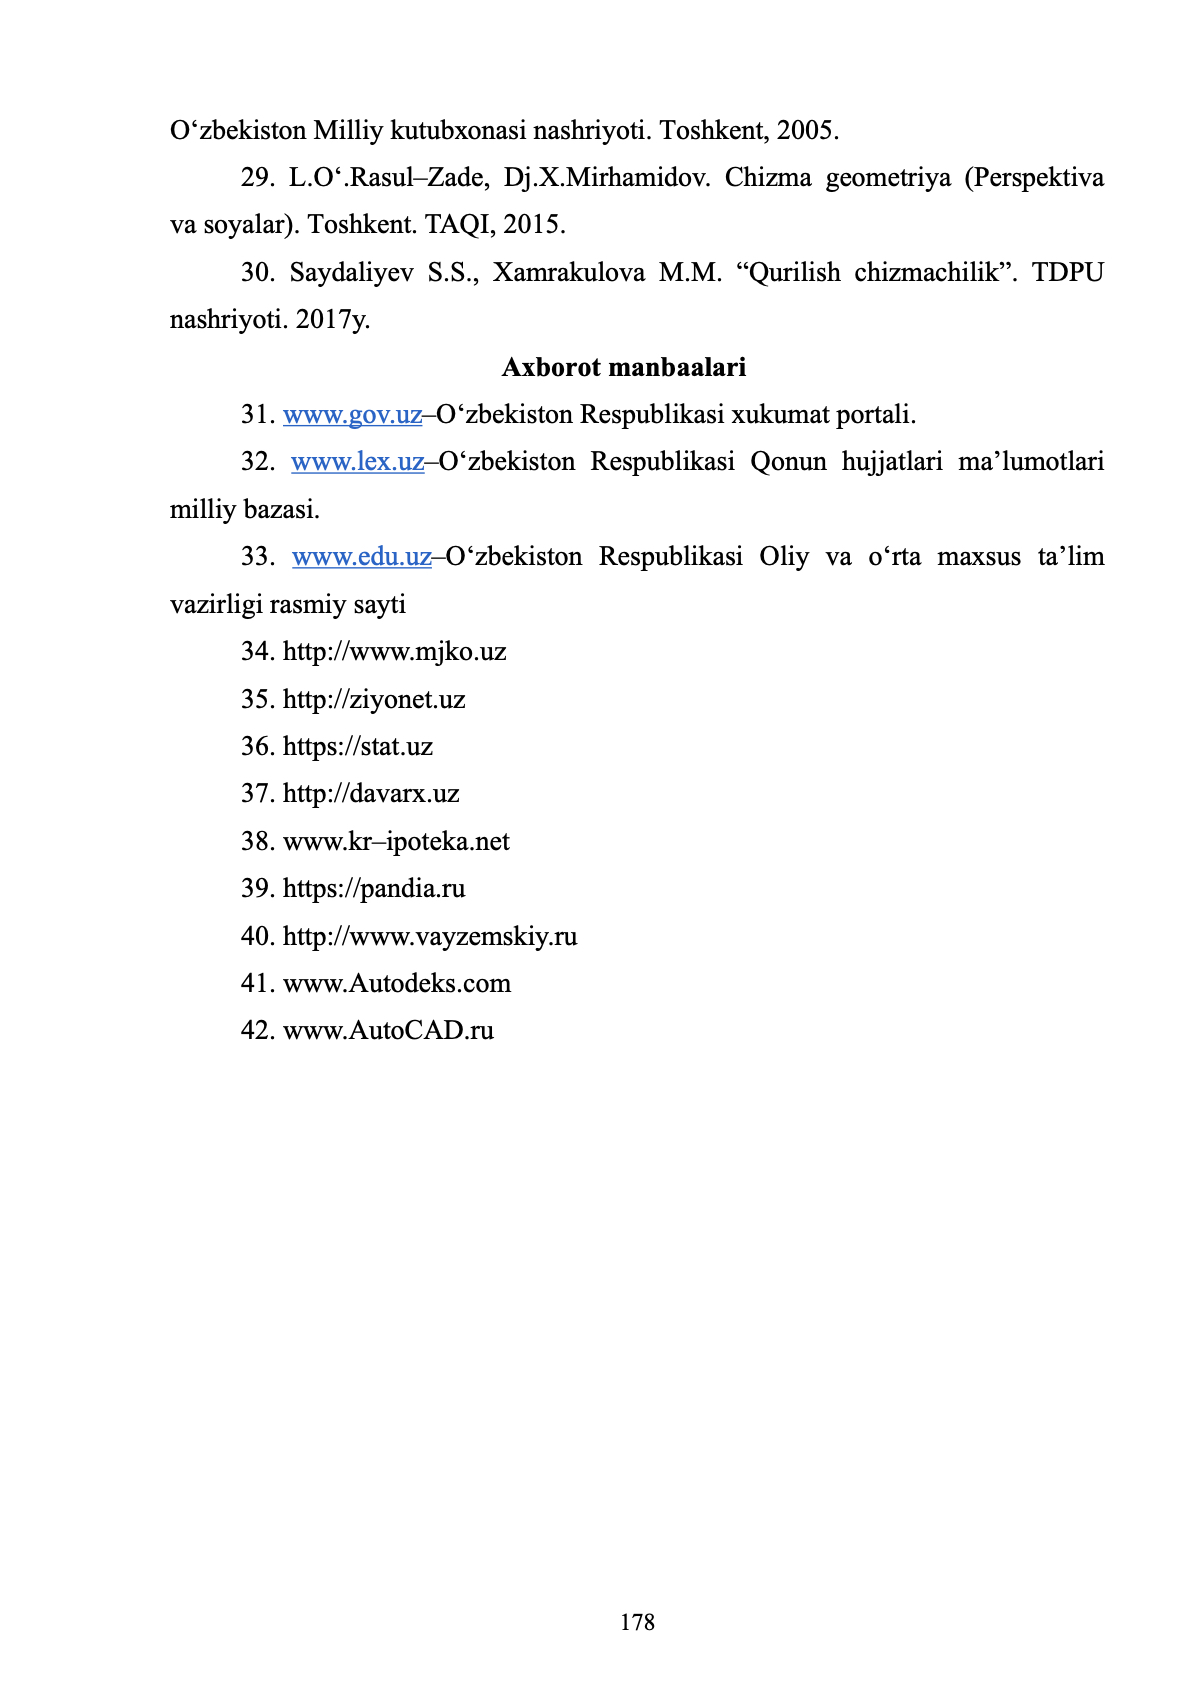 O‘zbekiston Milliy kutubxonasi nashriyoti. Toshkent, 2005.
29. L.O‘.Rasul–Zade, Dj.X.Mirhamidov. Chizma geometriya (Perspektiva
va soyalar). Toshkent. TAQI, 2015.
30. Saydaliyev S.S., Xamrakulova M.M. “Qurilish chizmachilik”. TDPU
nashriyoti. 2017y.
Axborot manbaalari
31. www.gov.uz–O‘zbekiston Respublikasi xukumat portali.
32. www.lex.uz–O‘zbekiston Respublikasi Qonun hujjatlari ma’lumotlari
milliy bazasi.
33. www.edu.uz–O‘zbekiston Respublikasi Oliy va o‘rta maxsus ta’lim
vazirligi rasmiy sayti
34. http://www.mjko.uz
35. http://ziyonet.uz
36. https://stat.uz
37. http://davarx.uz
38. www.kr–ipoteka.net
39. https://pandia.ru
40. http://www.vayzemskiy.ru
41. www.Autodeks.com
42. www.AutoCAD.ru
178